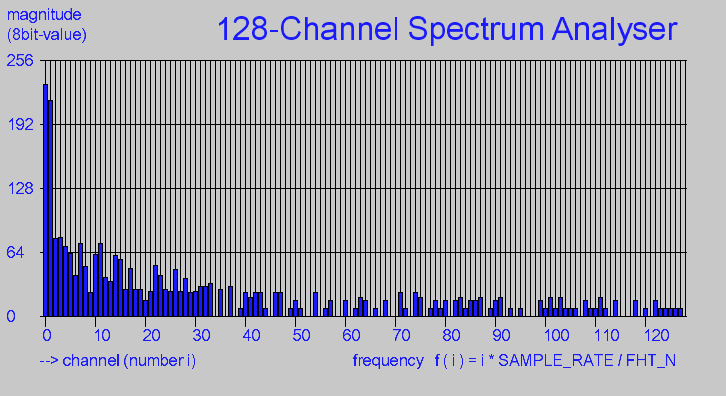 magnitude
(8bit-value)
128-Channel Spectrum Analyser
256
192
128
64
0
0 10 20 30 40 50 60 70 80 90 100 110 120
--> channel (number i) frequency f ( i ) = i * SAMPLE_RATE / FHT_N